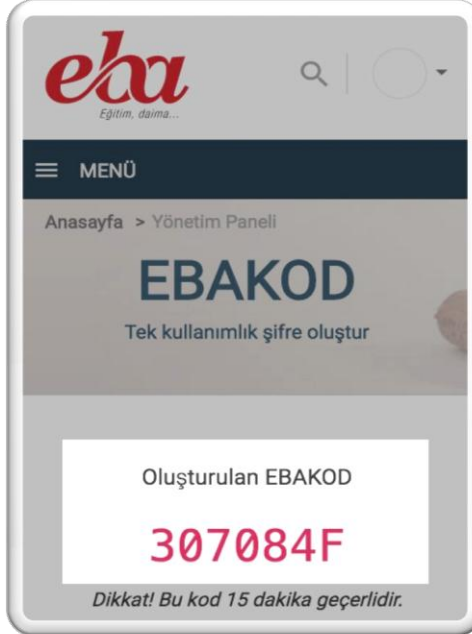 eba
Eğitim, daima...
MENÜ
Anasayfa > Yönetim Paneli
EBAKOD
Tek kullanımlık şifre oluştur
Oluşturulan EBAKOD
307084F
Dikkat! Bu kod 15 dakika geçerlidir.